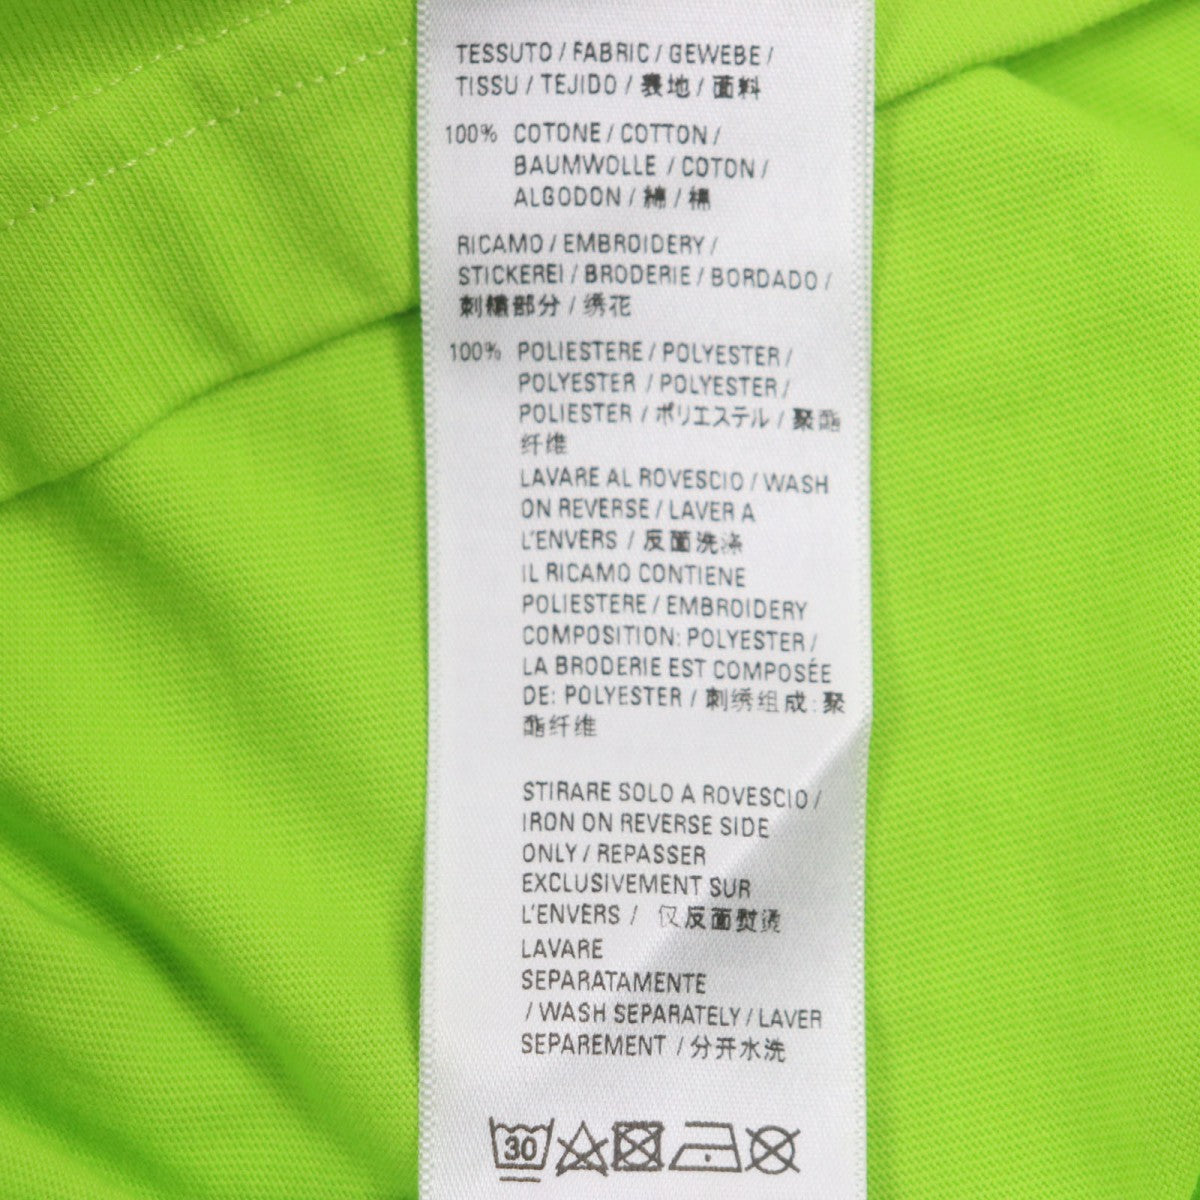 TESSUTO / FABRIC / GEWEBE /
TISSU / TEJIDO / 表地 / 面料
100% COTONE / COTTON /
BAUMWOLLE / COTON /
ALGODON / 綿 / 棉
RICAMO / EMBROIDERY /
STICKEREI / BRODERIE / BORDADO /
刺繍部分 / 绣花
100% POLIESTERE / POLYESTER /
POLYESTER / POLYESTER /
POLIESTER / ポリエステル / 聚酯
纤维
LAVARE AL ROVESCIO / WASH
ON REVERSE / LAVER A
L'ENVERS / 反面洗涤
IL RICAMO CONTIENE
POLIESTERE / EMBROIDERY
COMPOSITION: POLYESTER /
LA BRODERIE EST COMPOSÉE
DE: POLYESTER / 刺绣组成: 聚
酯纤维
STIRARE SOLO A ROVESCIO /
IRON ON REVERSE SIDE
ONLY / REPASSER
EXCLUSIVEMENT SUR
L'ENVERS / 仅反面熨烫
LAVARE
SEPARATAMENTE
/ WASH SEPARATELY / LAVER
SEPAREMENT / 分开水洗
30